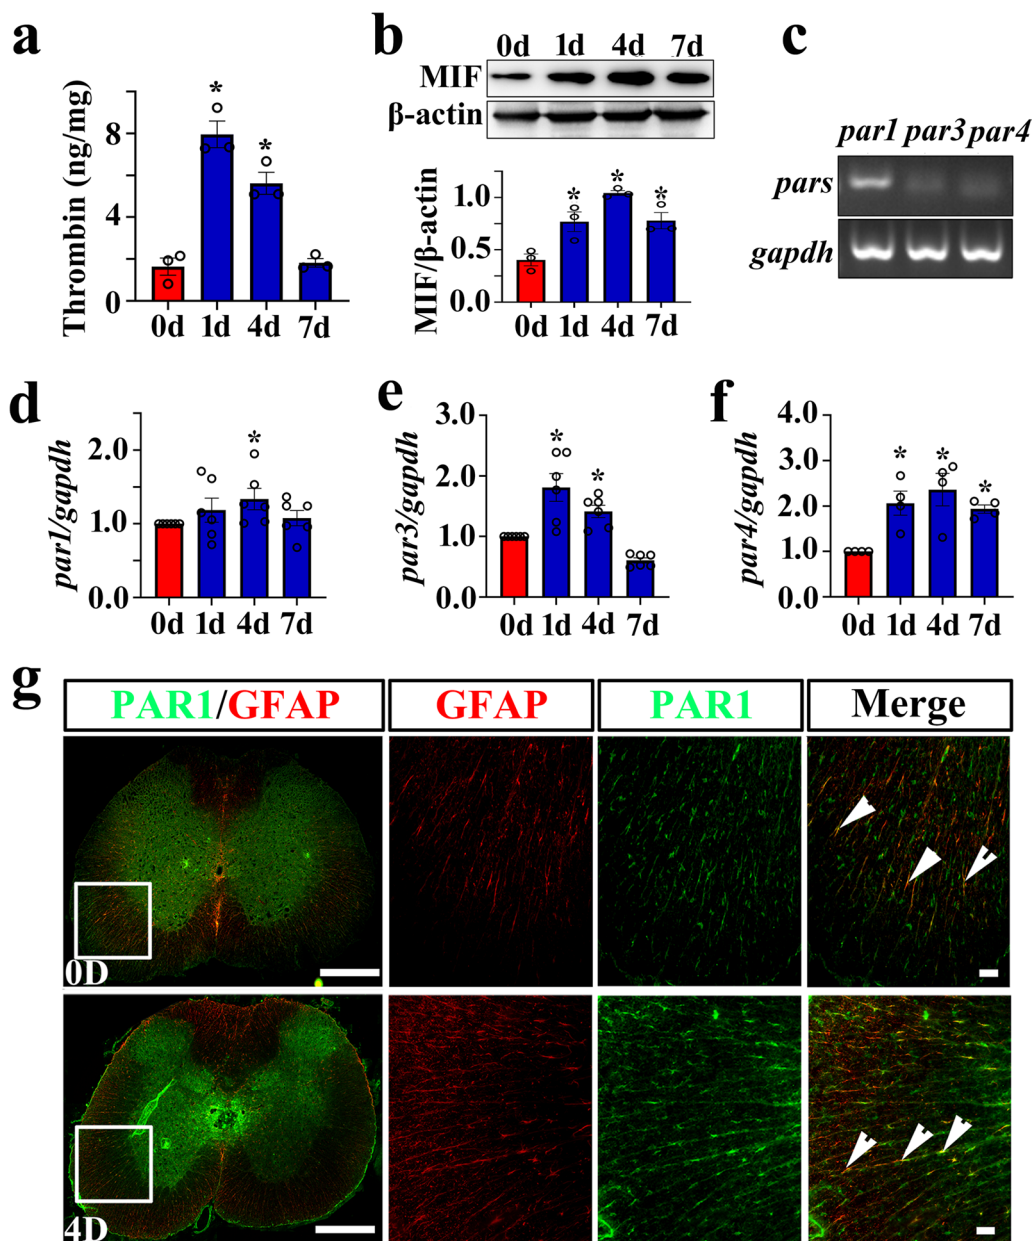 a
Thrombin (ng/mg)
8
4
0
*
*
0d 1d 4d 7d
b
0d 1d 4d 7d
MIF
β-actin
MIF/β-actin
1.0
0.5
0.0
*
*
*
0d 1d 4d 7d
c
par1 par3 par4
pars
gapdh
d
par1/gapdh
2.0
1.0
0.0
*
0d 1d 4d 7d
e
par3/gapdh
3.0
2.0
1.0
0.0
*
*
0d 1d 4d 7d
f
par4/gapdh
4.0
3.0
2.0
1.0
0.0
*
*
*
0d 1d 4d 7d
g
PAR1/GFAP GFAP PAR1 Merge
0D
4D